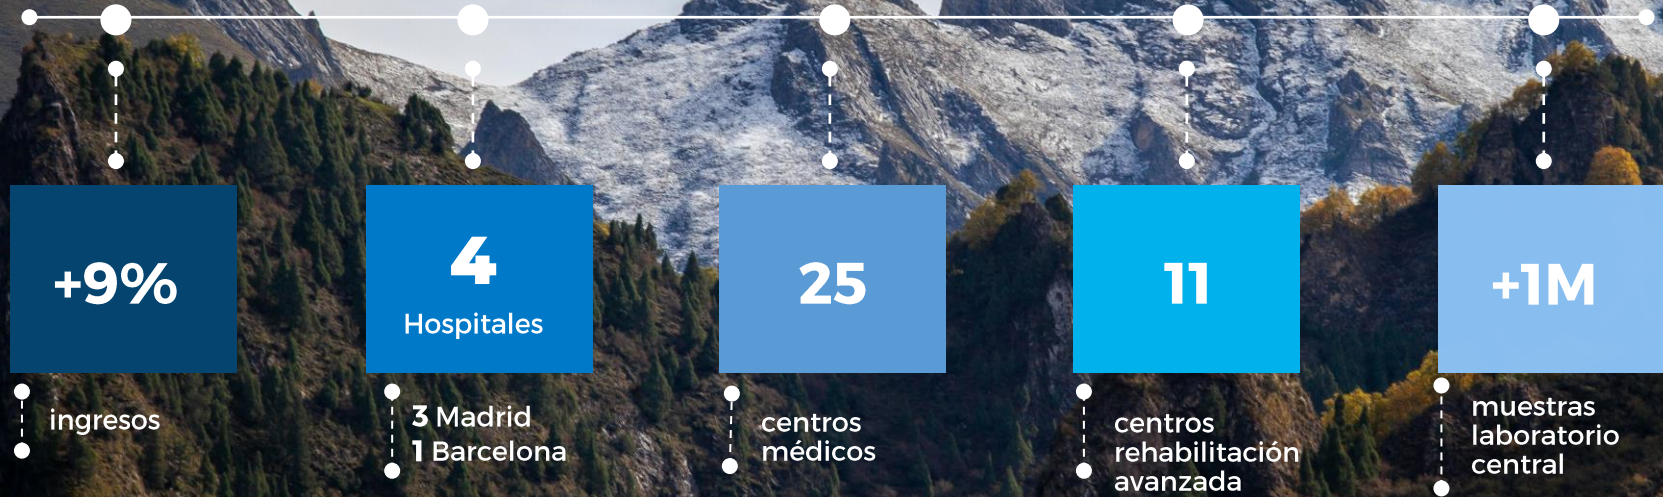 +9%
ingresos
4
Hospitales
3 Madrid
1 Barcelona
25
centros
médicos
11
centros
rehabilitación
avanzada
+1M
muestras
laboratorio
central